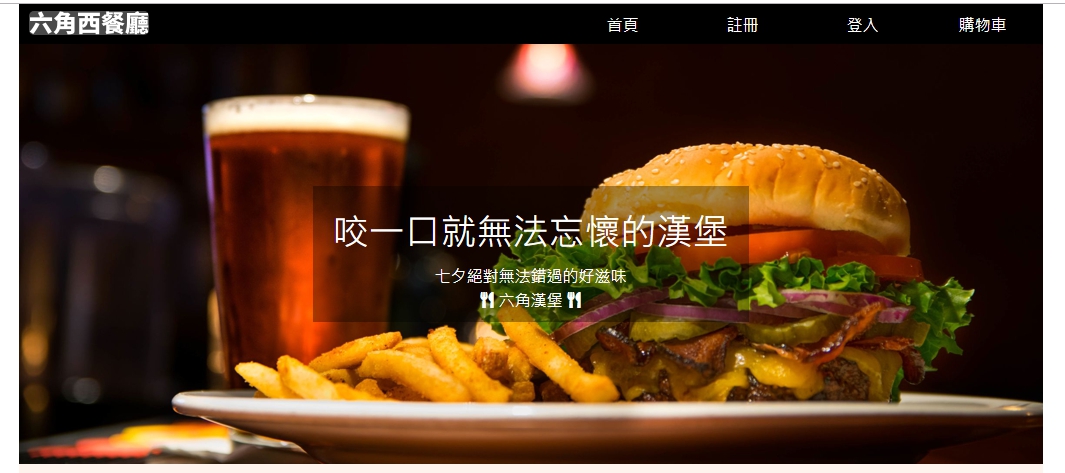 六角西餐廳
首頁 註冊 登入 購物車
咬一口就無法忘懷的漢堡
七夕絕對無法錯過的好滋味
六角漢堡